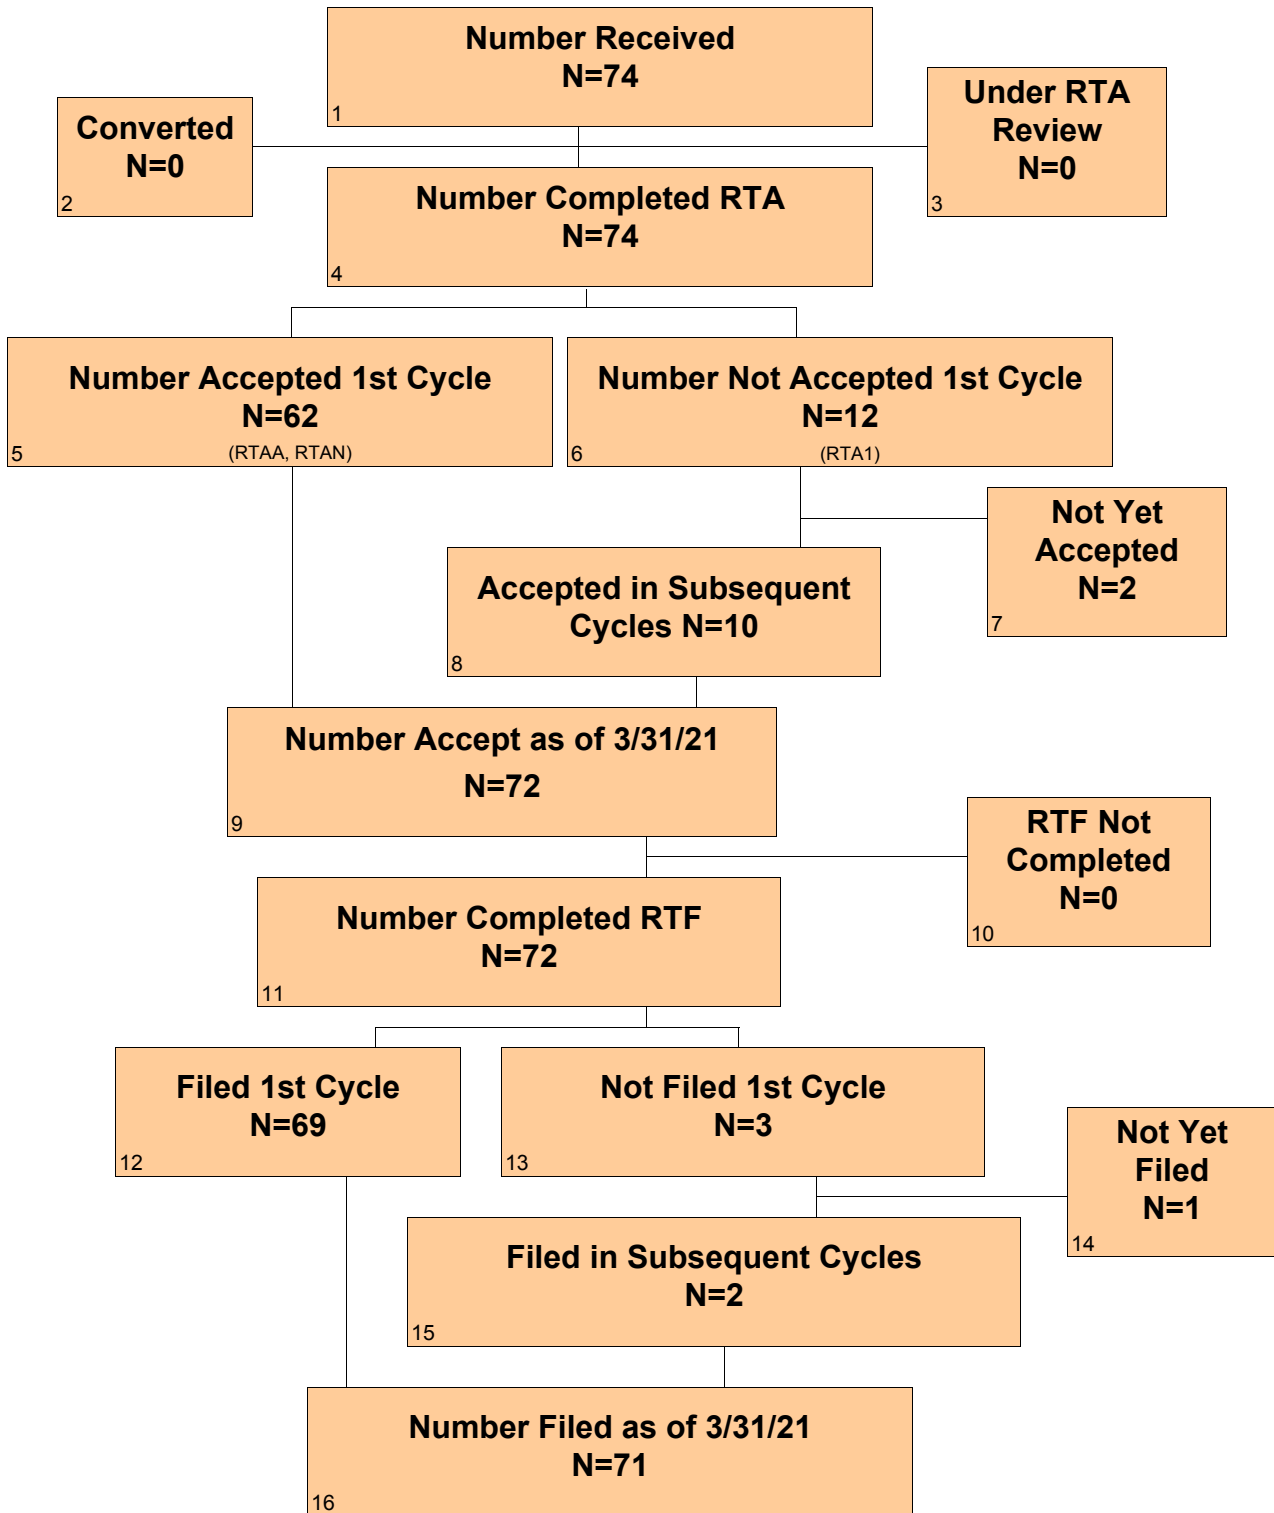 Number Received
N=74
1
Converted
N=0
2
Under RTA
Review
N=0
3
Number Completed RTA
N=74
4
Number Accepted 1st Cycle
N=62
(RTAA, RTAN)
5
Number Not Accepted 1st Cycle
N=12
(RTA1)
6
Not Yet
Accepted
N=2
7
Accepted in Subsequent
Cycles N=10
8
Number Accept as of 3/31/21
N=72
9
RTF Not
Completed
N=0
10
Number Completed RTF
N=72
11
Filed 1st Cycle
N=69
12
Not Filed 1st Cycle
N=3
13
Not Yet
Filed
N=1
14
Filed in Subsequent Cycles
N=2
15
Number Filed as of 3/31/21
N=71
16